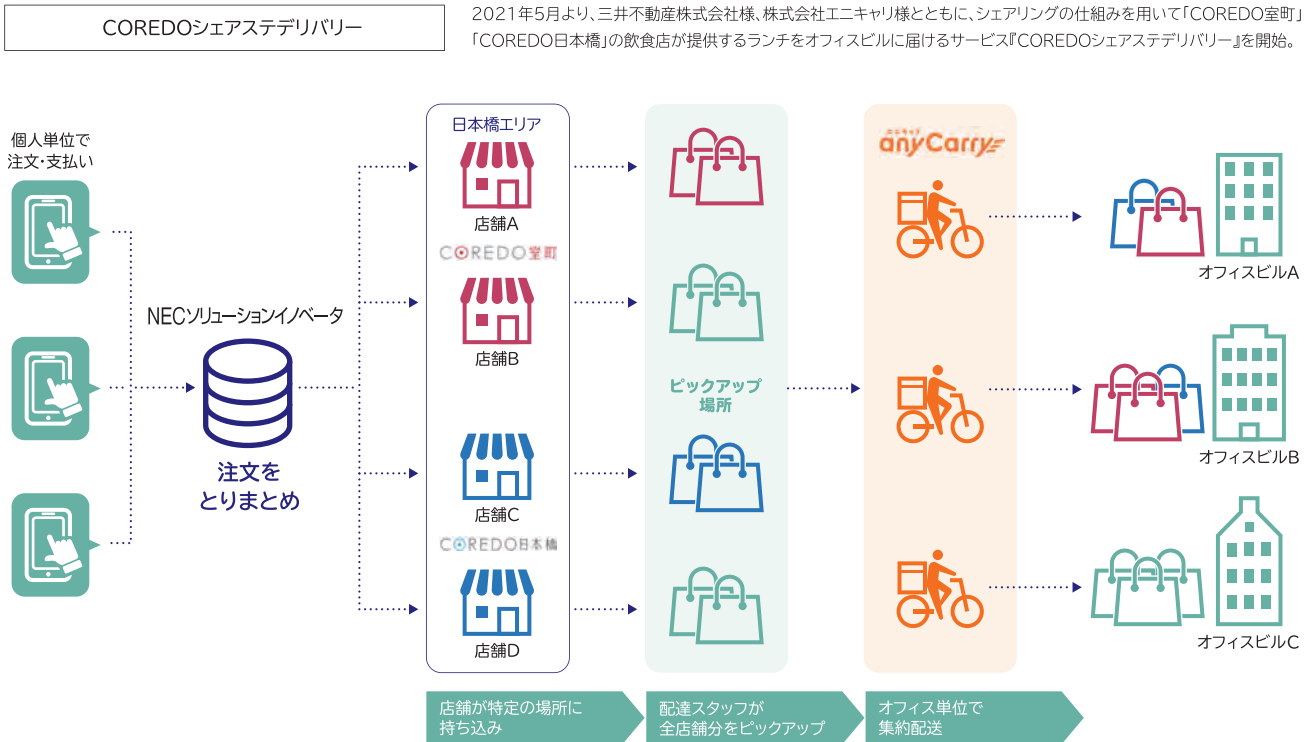 COREDOシェアステデリバリー
2021年5月より、三井不動産株式会社様、株式会社エニキャリ様とともに、シェアリングの仕組みを用いて「COREDO室町」
「COREDO日本橋」の飲食店が提供するランチをオフィスビルに届けるサービス『COREDOシェアステデリバリー』を開始。
個人単位で
注文・支払い
NECソリューションイノベータ
注文を
とりまとめ
日本橋エリア
店舗A
COREDO室町
店舗B
店舗C
COREDO日本橋
店舗D
ピックアップ
場所
エニキャリ
anyCarry
オフィスビルA
オフィスビルB
オフィスビルC
店舗が特定の場所に
持ち込み
配達スタッフが
全店舗分をピックアップ
オフィス単位で
集約配送